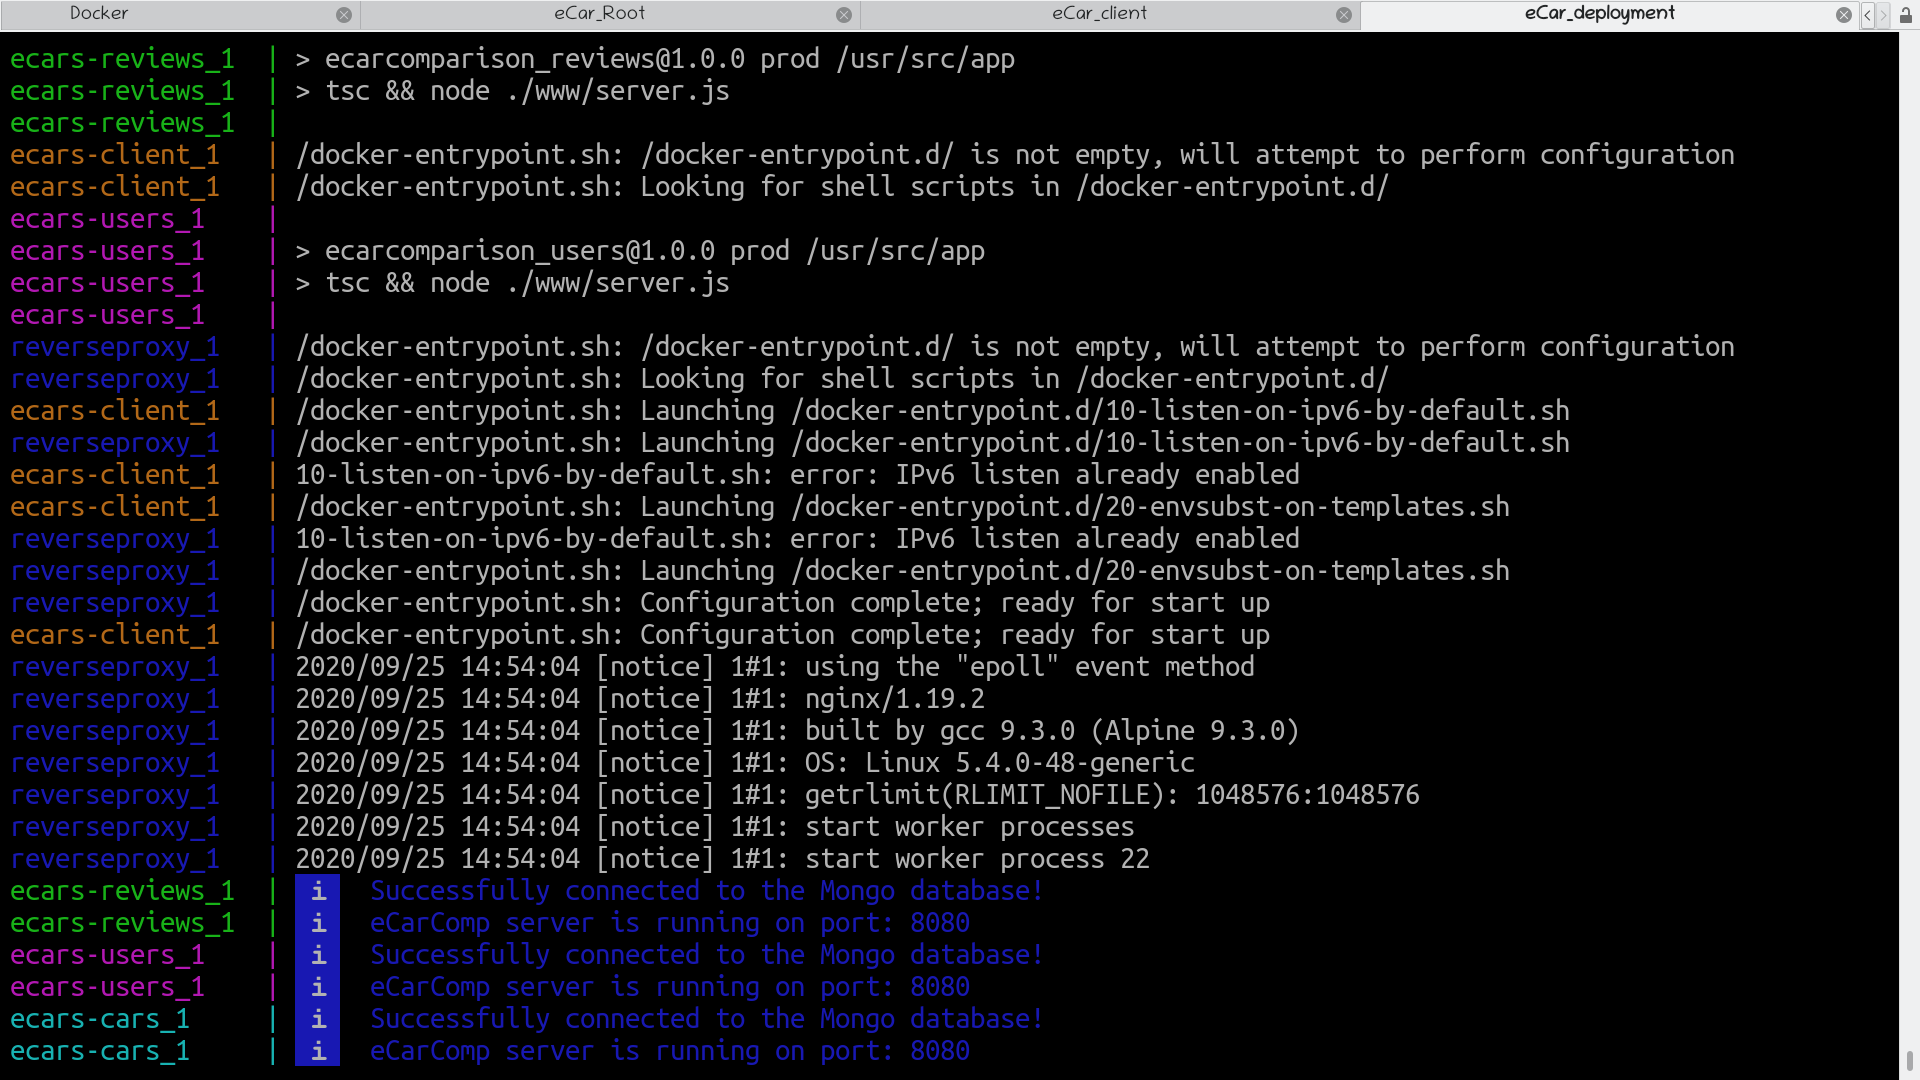 Docker eCar_Root eCar_client eCar_deployment
ecars-reviews_1 | > ecarcomparison_reviews@1.0.0 prod /usr/src/app
ecars-reviews_1 | > tsc && node ./www/server.js
ecars-reviews_1 |
ecars-client_1 | /docker-entrypoint.sh: /docker-entrypoint.d/ is not empty, will attempt to perform configuration
ecars-client_1 | /docker-entrypoint.sh: Looking for shell scripts in /docker-entrypoint.d/
ecars-users_1 |
ecars-users_1 | > ecarcomparison_users@1.0.0 prod /usr/src/app
ecars-users_1 | > tsc && node ./www/server.js
ecars-users_1 |
reverseproxy_1 | /docker-entrypoint.sh: /docker-entrypoint.d/ is not empty, will attempt to perform configuration
reverseproxy_1 | /docker-entrypoint.sh: Looking for shell scripts in /docker-entrypoint.d/
ecars-client_1 | /docker-entrypoint.sh: Launching /docker-entrypoint.d/10-listen-on-ipv6-by-default.sh
reverseproxy_1 | /docker-entrypoint.sh: Launching /docker-entrypoint.d/10-listen-on-ipv6-by-default.sh
ecars-client_1 | 10-listen-on-ipv6-by-default.sh: error: IPv6 listen already enabled
ecars-client_1 | /docker-entrypoint.sh: Launching /docker-entrypoint.d/20-envsubst-on-templates.sh
reverseproxy_1 | 10-listen-on-ipv6-by-default.sh: error: IPv6 listen already enabled
reverseproxy_1 | /docker-entrypoint.sh: Launching /docker-entrypoint.d/20-envsubst-on-templates.sh
reverseproxy_1 | /docker-entrypoint.sh: Configuration complete; ready for start up
ecars-client_1 | /docker-entrypoint.sh: Configuration complete; ready for start up
reverseproxy_1 | 2020/09/25 14:54:04 [notice] 1#1: using the "epoll" event method
reverseproxy_1 | 2020/09/25 14:54:04 [notice] 1#1: nginx/1.19.2
reverseproxy_1 | 2020/09/25 14:54:04 [notice] 1#1: built by gcc 9.3.0 (Alpine 9.3.0)
reverseproxy_1 | 2020/09/25 14:54:04 [notice] 1#1: OS: Linux 5.4.0-48-generic
reverseproxy_1 | 2020/09/25 14:54:04 [notice] 1#1: getrlimit(RLIMIT_NOFILE): 1048576:1048576
reverseproxy_1 | 2020/09/25 14:54:04 [notice] 1#1: start worker processes
reverseproxy_1 | 2020/09/25 14:54:04 [notice] 1#1: start worker process 22
ecars-reviews_1 | i Successfully connected to the Mongo database!
ecars-reviews_1 | i eCarComp server is running on port: 8080
ecars-users_1 | i Successfully connected to the Mongo database!
ecars-users_1 | i eCarComp server is running on port: 8080
ecars-cars_1 | i Successfully connected to the Mongo database!
ecars-cars_1 | i eCarComp server is running on port: 8080